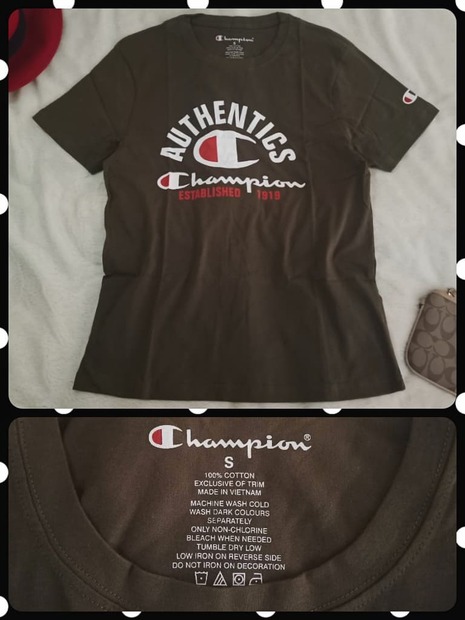 Champion
S
AUTHENTICS
Champion
ESTABLISHED 1919
Champion®
S
100% COTTON
EXCLUSIVE OF TRIM
MADE IN VIETNAM
MACHINE WASH COLD
WASH DARK COLOURS
SEPARATELY
ONLY NON-CHLORINE
BLEACH WHEN NEEDED
TUMBLE DRY LOW
LOW IRON ON REVERSE SIDE
DO NOT IRON ON DECORATION